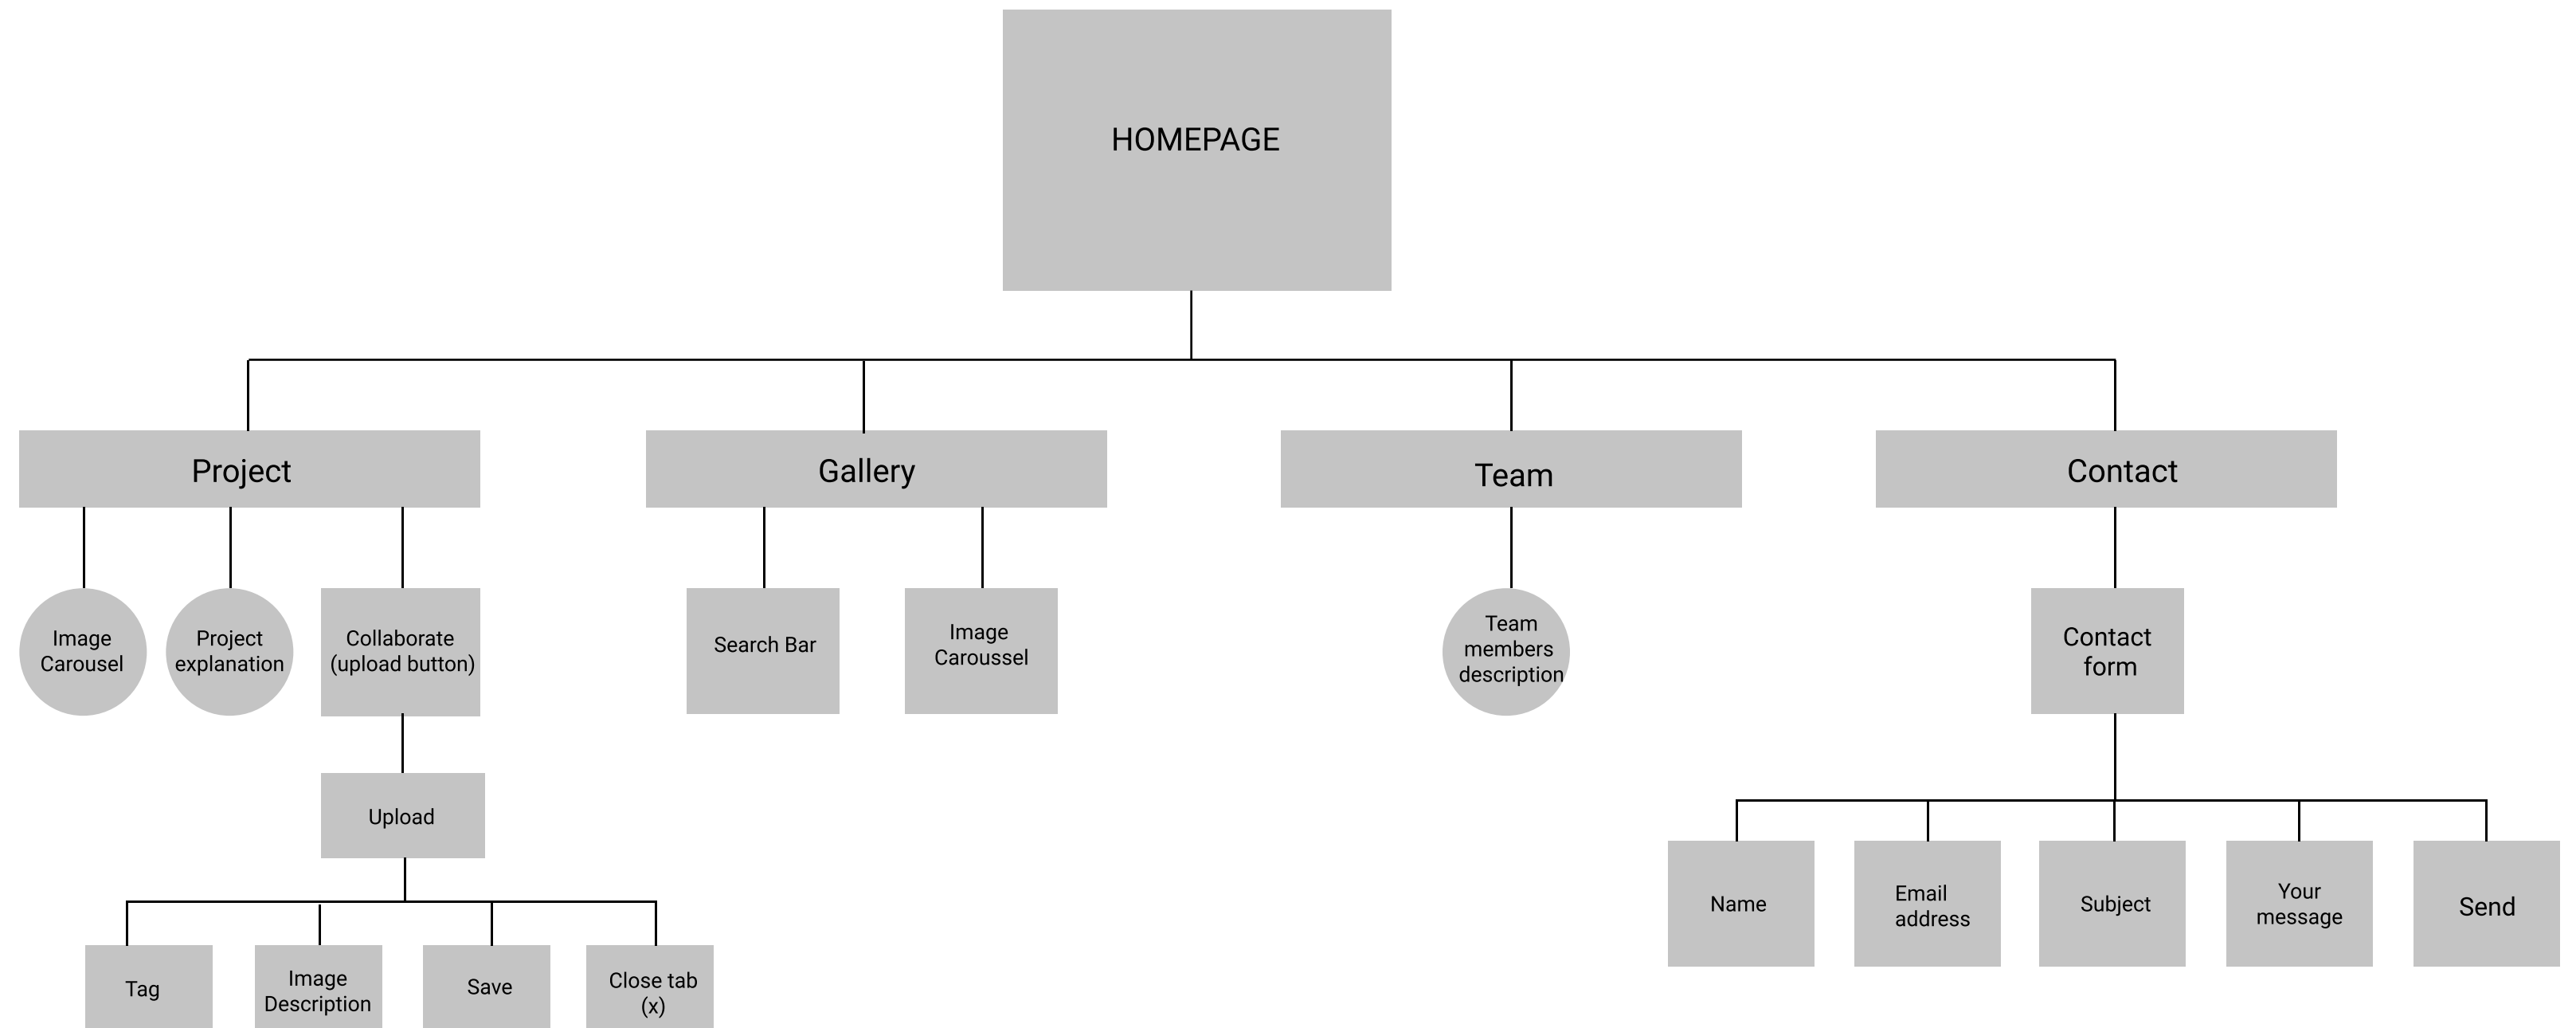 HOMEPAGE
Project
Gallery
Team
Contact
Image
Carousel
Project
explanation
Collaborate
(upload button)
Search Bar
Image
Caroussel
Team
members
description
Contact
form
Upload
Name
Email
address
Subject
Your
message
Send
Tag
Image
Description
Save
Close tab
(x)